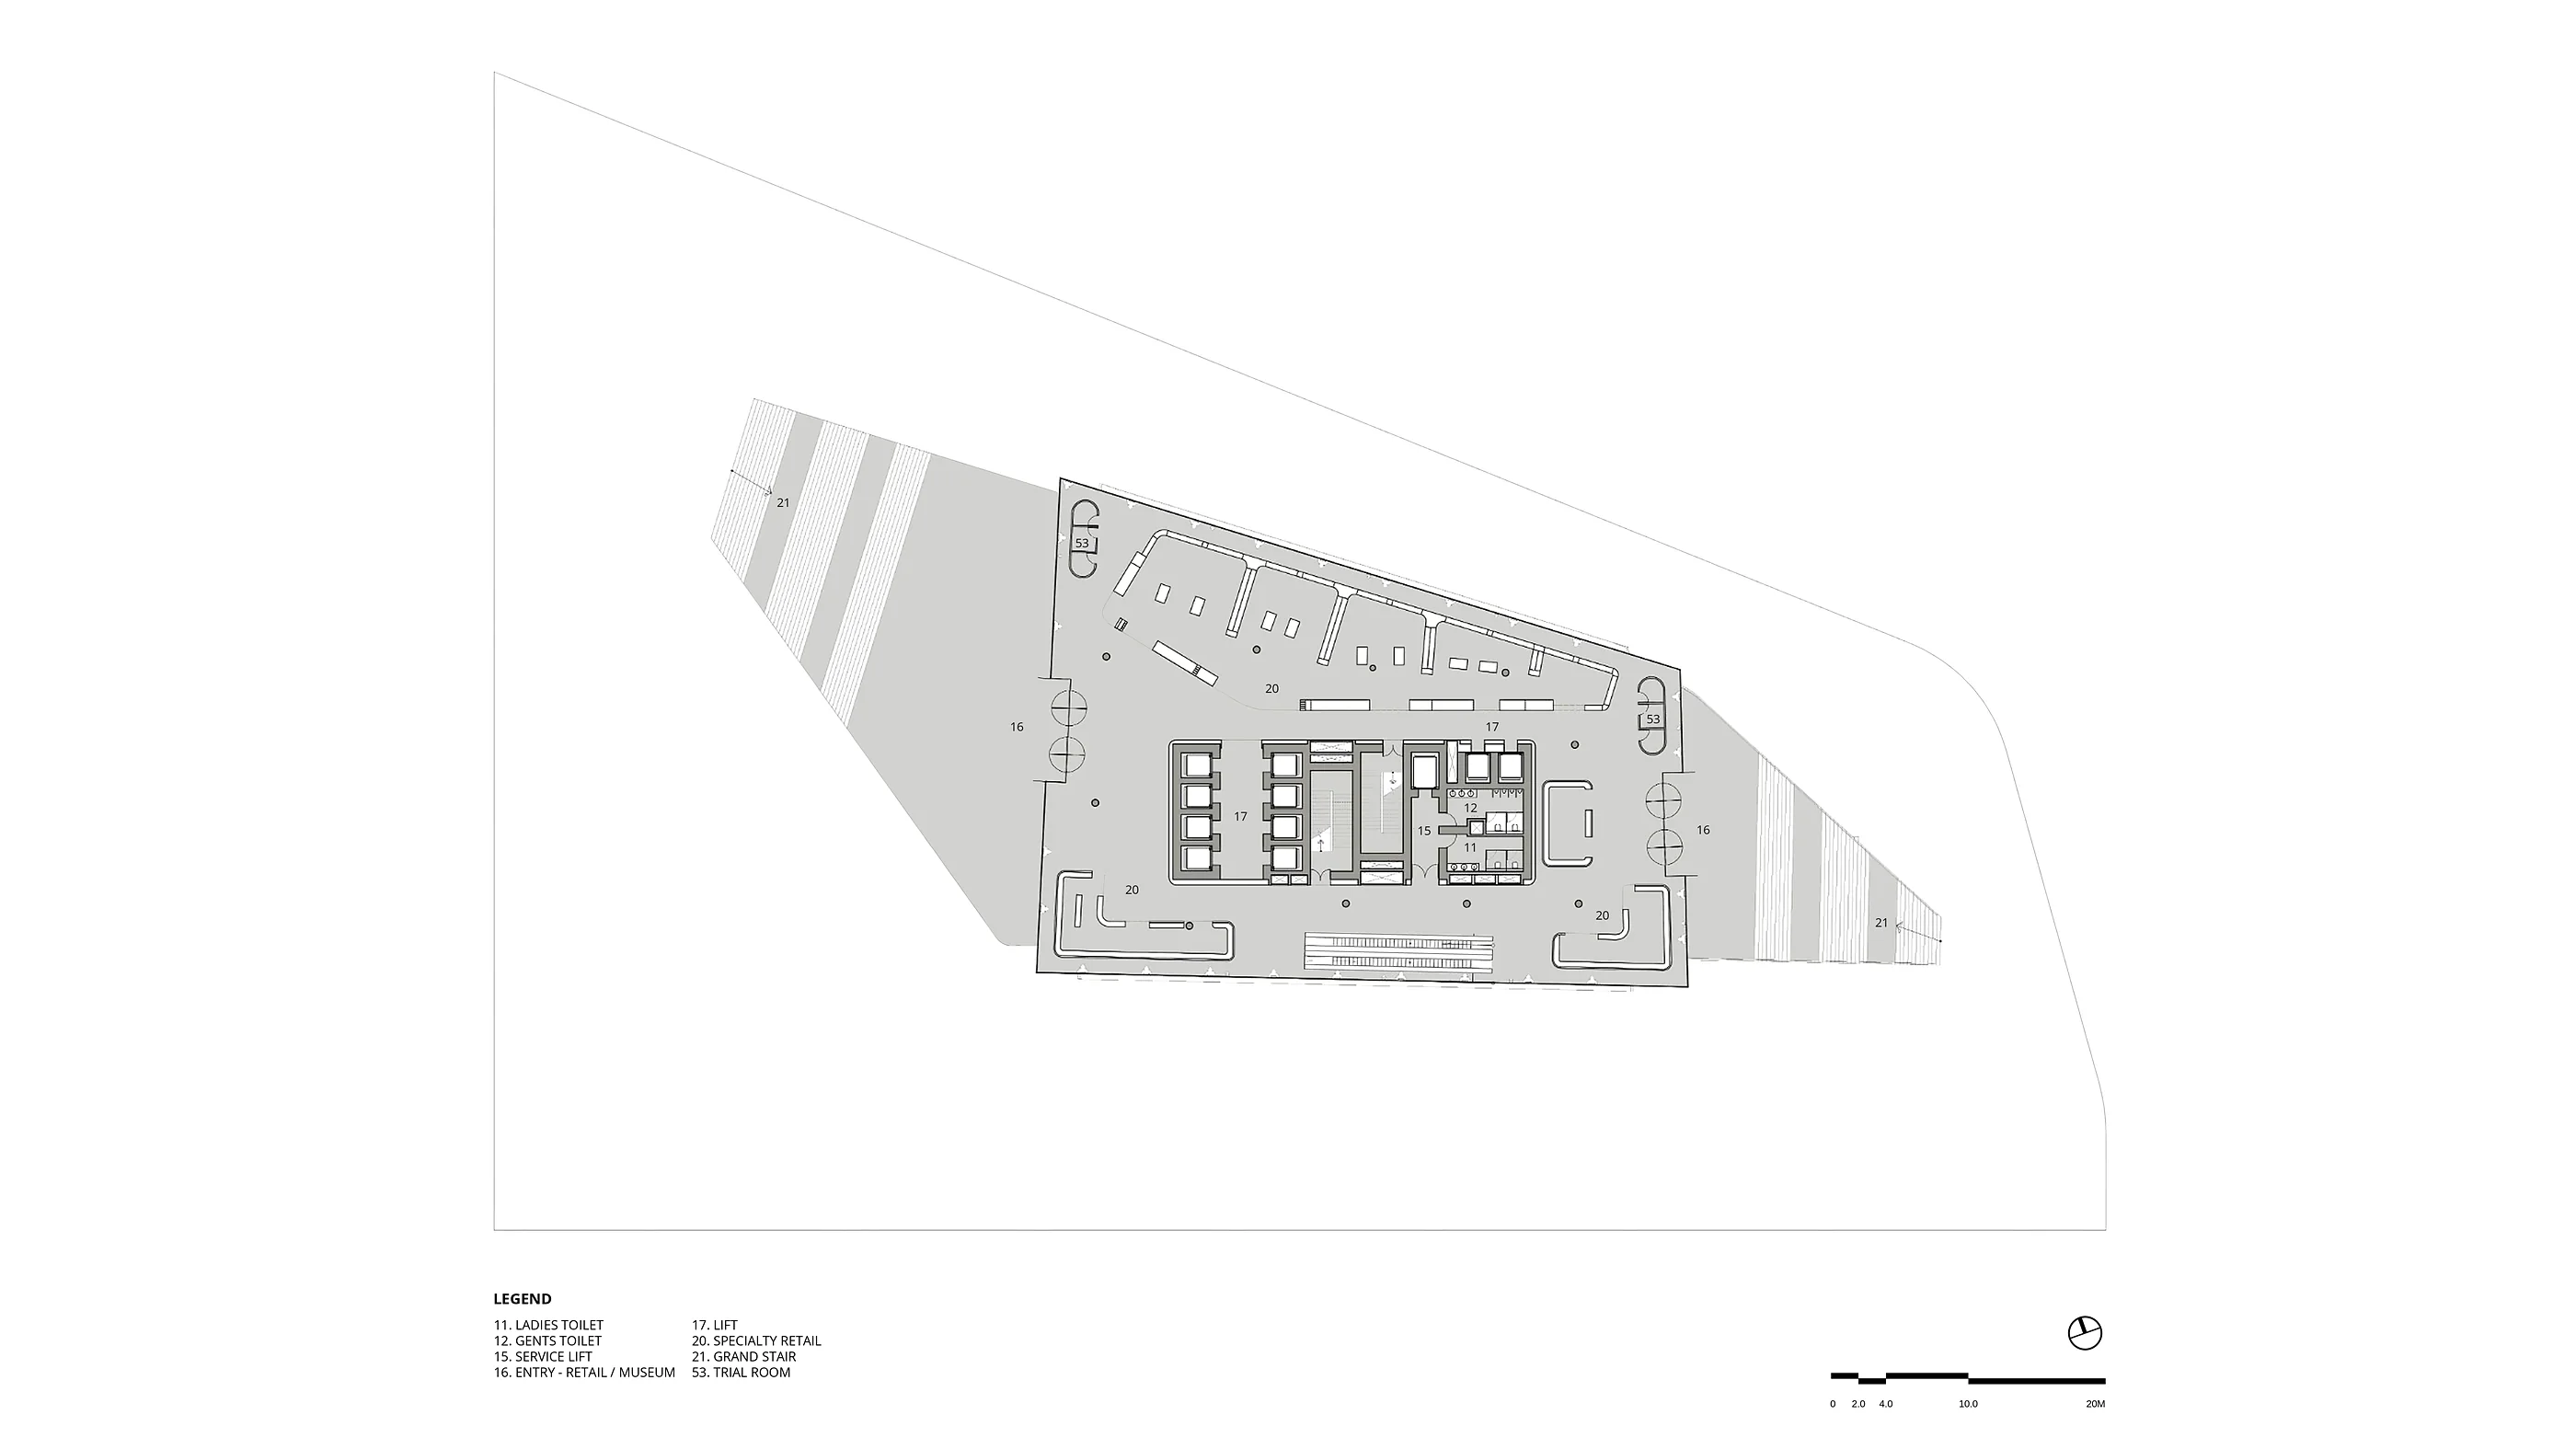 21
53
20
17
53
16
12
17
15
16
11
20
20
21
LEGEND
11. LADIES TOILET
12. GENTS TOILET
15. SERVICE LIFT
16. ENTRY - RETAIL / MUSEUM
17. LIFT
20. SPECIALTY RETAIL
21. GRAND STAIR
53. TRIAL ROOM
0 2.0 4.0 10.0 20M